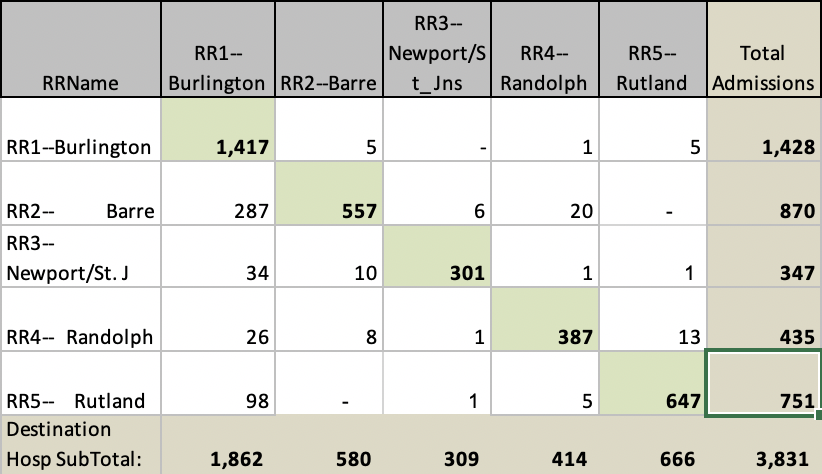 RRName RR1-- Burlington RR2--Barre RR3-- Newport/S t_Jns RR4-- Randolph RR5-- Rutland Total Admissions
RR1--Burlington 1,417 5 - 1 5 1,428
RR2-- Barre 287 557 6 20 - 870
RR3--
Newport/St. J 34 10 301 1 1 347
RR4-- Randolph 26 8 1 387 13 435
RR5-- Rutland 98 - 1 5 647 751
Destination
Hosp SubTotal: 1,862 580 309 414 666 3,831